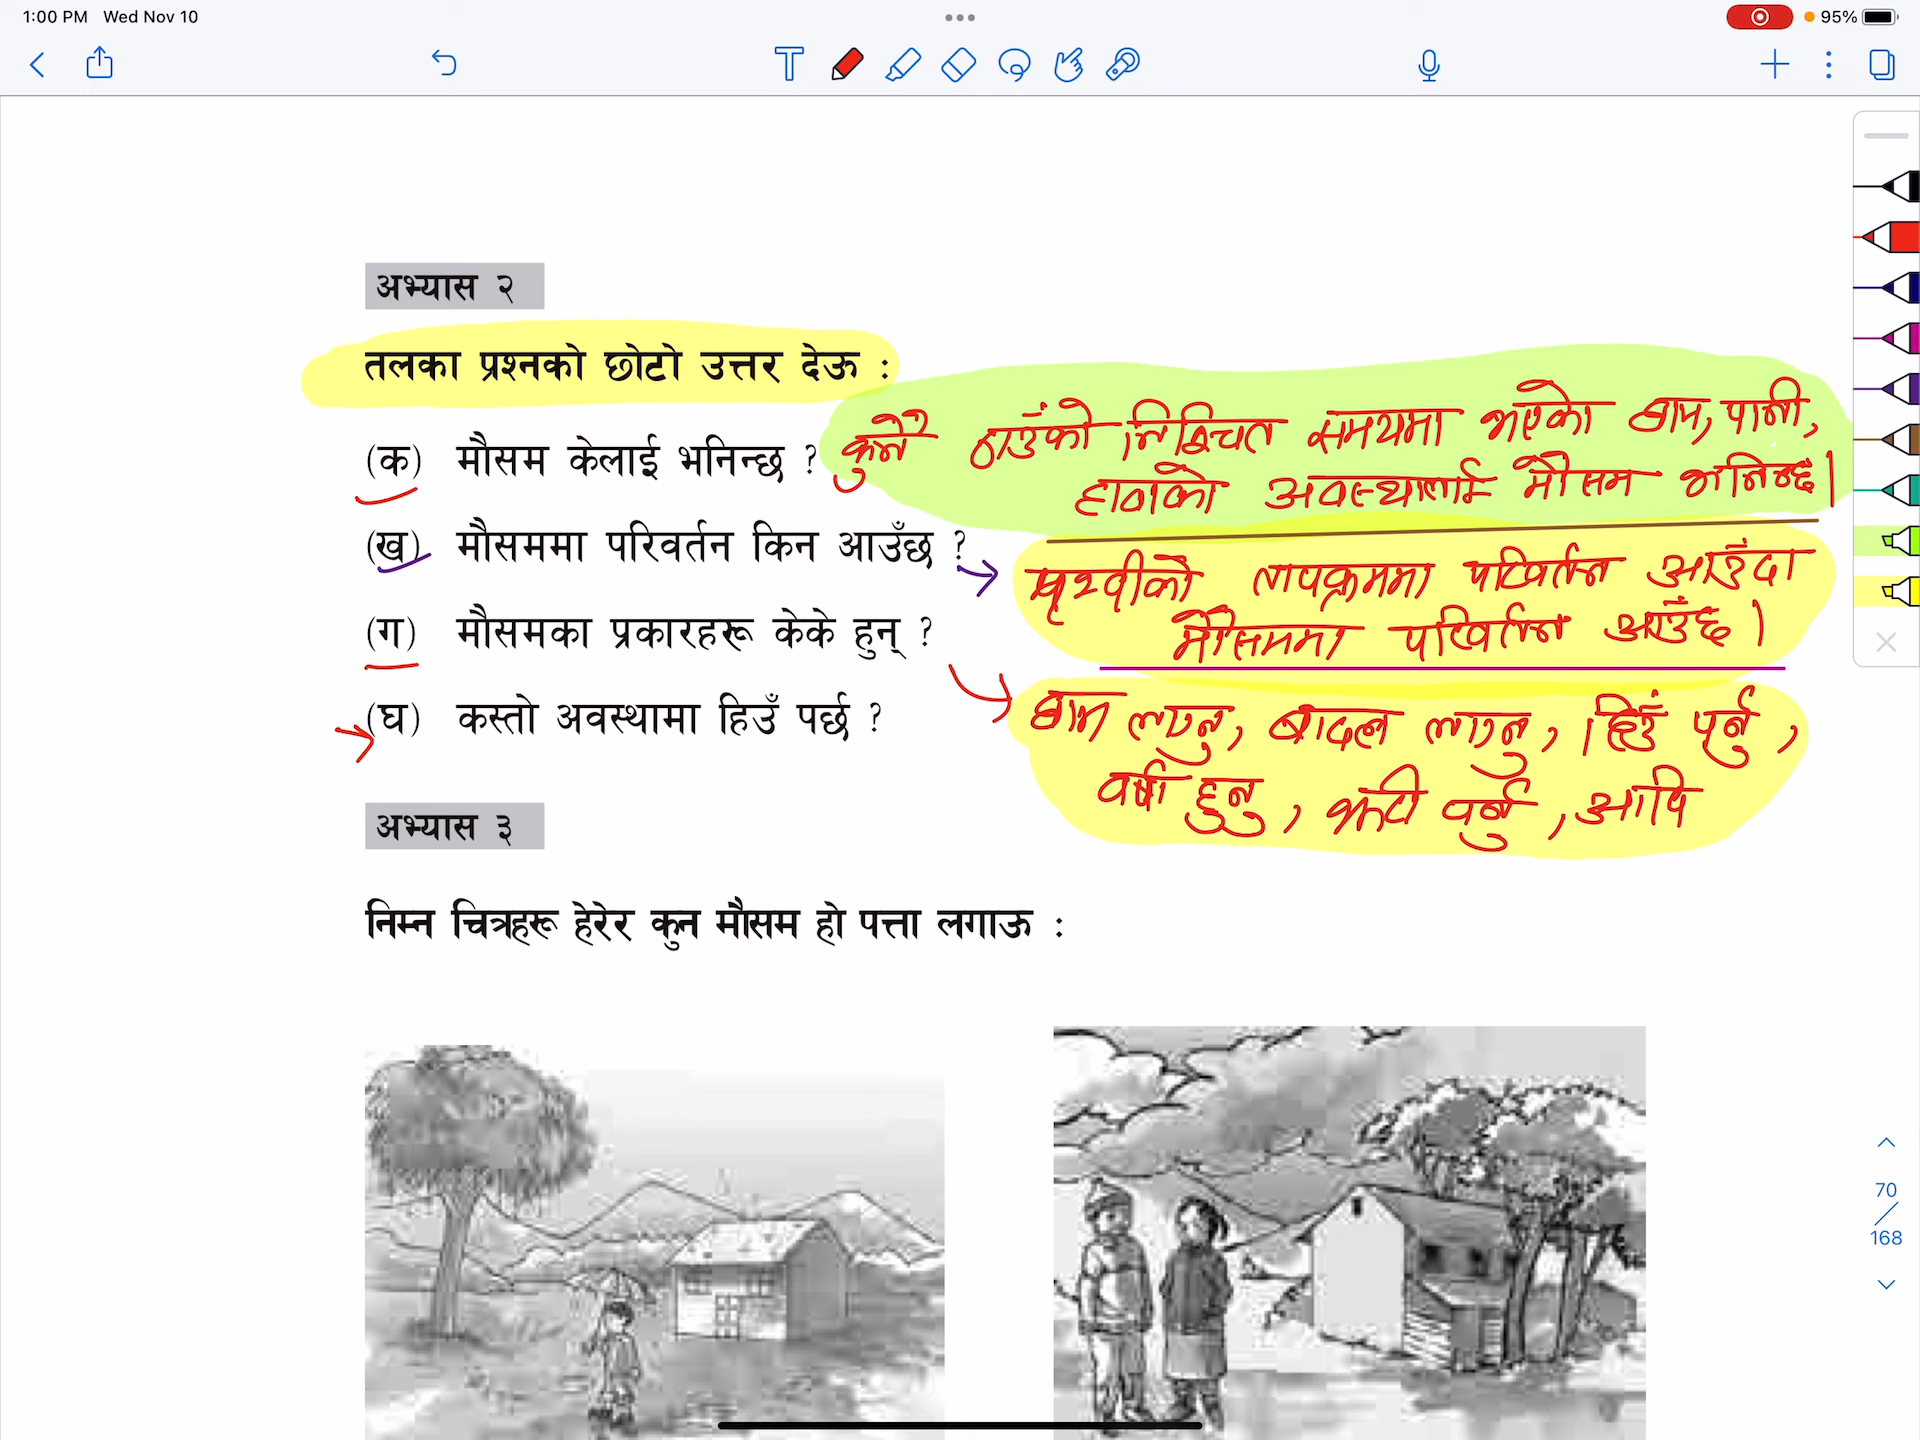 1:00 PM Wed Nov 10
95%
अभ्यास २
तलका प्रश्नको छोटो उत्तर देऊ :
(क) मौसम केलाई भनिन्छ ?
कुनै ठाउँको निश्चित समयमा भएको घाम, पानी,
हावाको अवस्थालाई मौसम भनिन्छ।
(ख) मौसममा परिवर्तन किन आउँछ ?
पृथ्वीको तापक्रममा परिवर्तन आउँदा
मौसममा परिवर्तन आउँछ।
(ग) मौसमका प्रकारहरू केके हुन् ?
घाम लाग्नु, बादल लाग्नु, हिउँ पर्नु,
वर्षा हुनु, झरी पर्नु, आदि
(घ) कस्तो अवस्थामा हिउँ पर्छ ?
अभ्यास ३
निम्न चित्रहरू हेरेर कुन मौसम हो पत्ता लगाऊ :
70
/
168